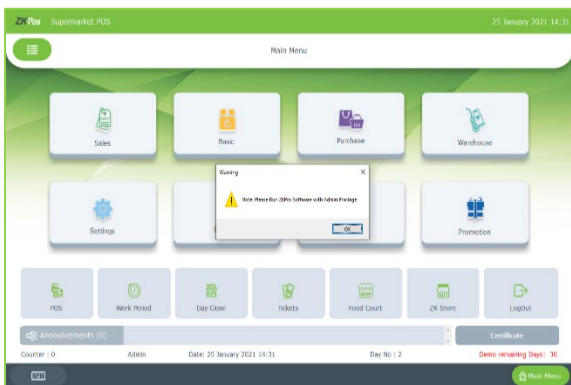 ZKPos Supermarket POS 25 January 2021 14:31
Main Menu
Sales Basic Purchase Warehouse
Warning X
Note: Please Run ZKPos Software with Admin Privilege
OK
Settings Promotion
POS Work Period Day Close Tickets Food Court ZK Store LogOut
Announcements (0) Certificate
Counter : 0 Admin Date: 25 January 2021 14:31 Day No : 2 Demo remaining Days: 30
Main Menu